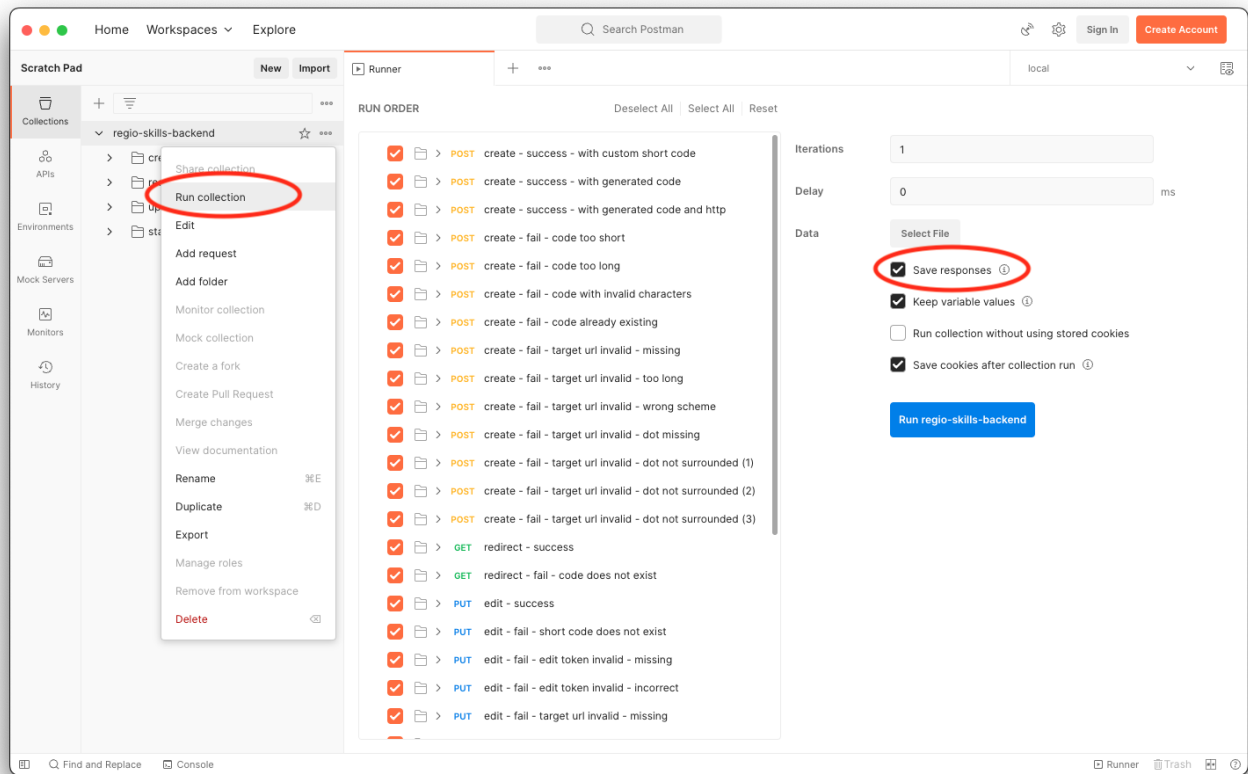 Home Workspaces Explore Search Postman Sign In Create Account
Scratch Pad New Import Runner local
Collections
APIs
Environments
Mock Servers
Monitors
History
regio-skills-backend
cre
re
up
sta
Share collection
Run collection
Edit
Add request
Add folder
Monitor collection
Mock collection
Create a fork
Create Pull Request
Merge changes
View documentation
Rename ⌘E
Duplicate ⌘D
Export
Manage roles
Remove from workspace
Delete ⌫
RUN ORDER Deselect All Select All Reset
POST create - success - with custom short code
POST create - success - with generated code
POST create - success - with generated code and http
POST create - fail - code too short
POST create - fail - code too long
POST create - fail - code with invalid characters
POST create - fail - code already existing
POST create - fail - target url invalid - missing
POST create - fail - target url invalid - too long
POST create - fail - target url invalid - wrong scheme
POST create - fail - target url invalid - dot missing
POST create - fail - target url invalid - dot not surrounded (1)
POST create - fail - target url invalid - dot not surrounded (2)
POST create - fail - target url invalid - dot not surrounded (3)
GET redirect - success
GET redirect - fail - code does not exist
PUT edit - success
PUT edit - fail - short code does not exist
PUT edit - fail - edit token invalid - missing
PUT edit - fail - edit token invalid - incorrect
PUT edit - fail - target url invalid - missing
Iterations 1
Delay 0 ms
Data Select File
Save responses
Keep variable values
Run collection without using stored cookies
Save cookies after collection run
Run regio-skills-backend
Find and Replace Console Runner Trash